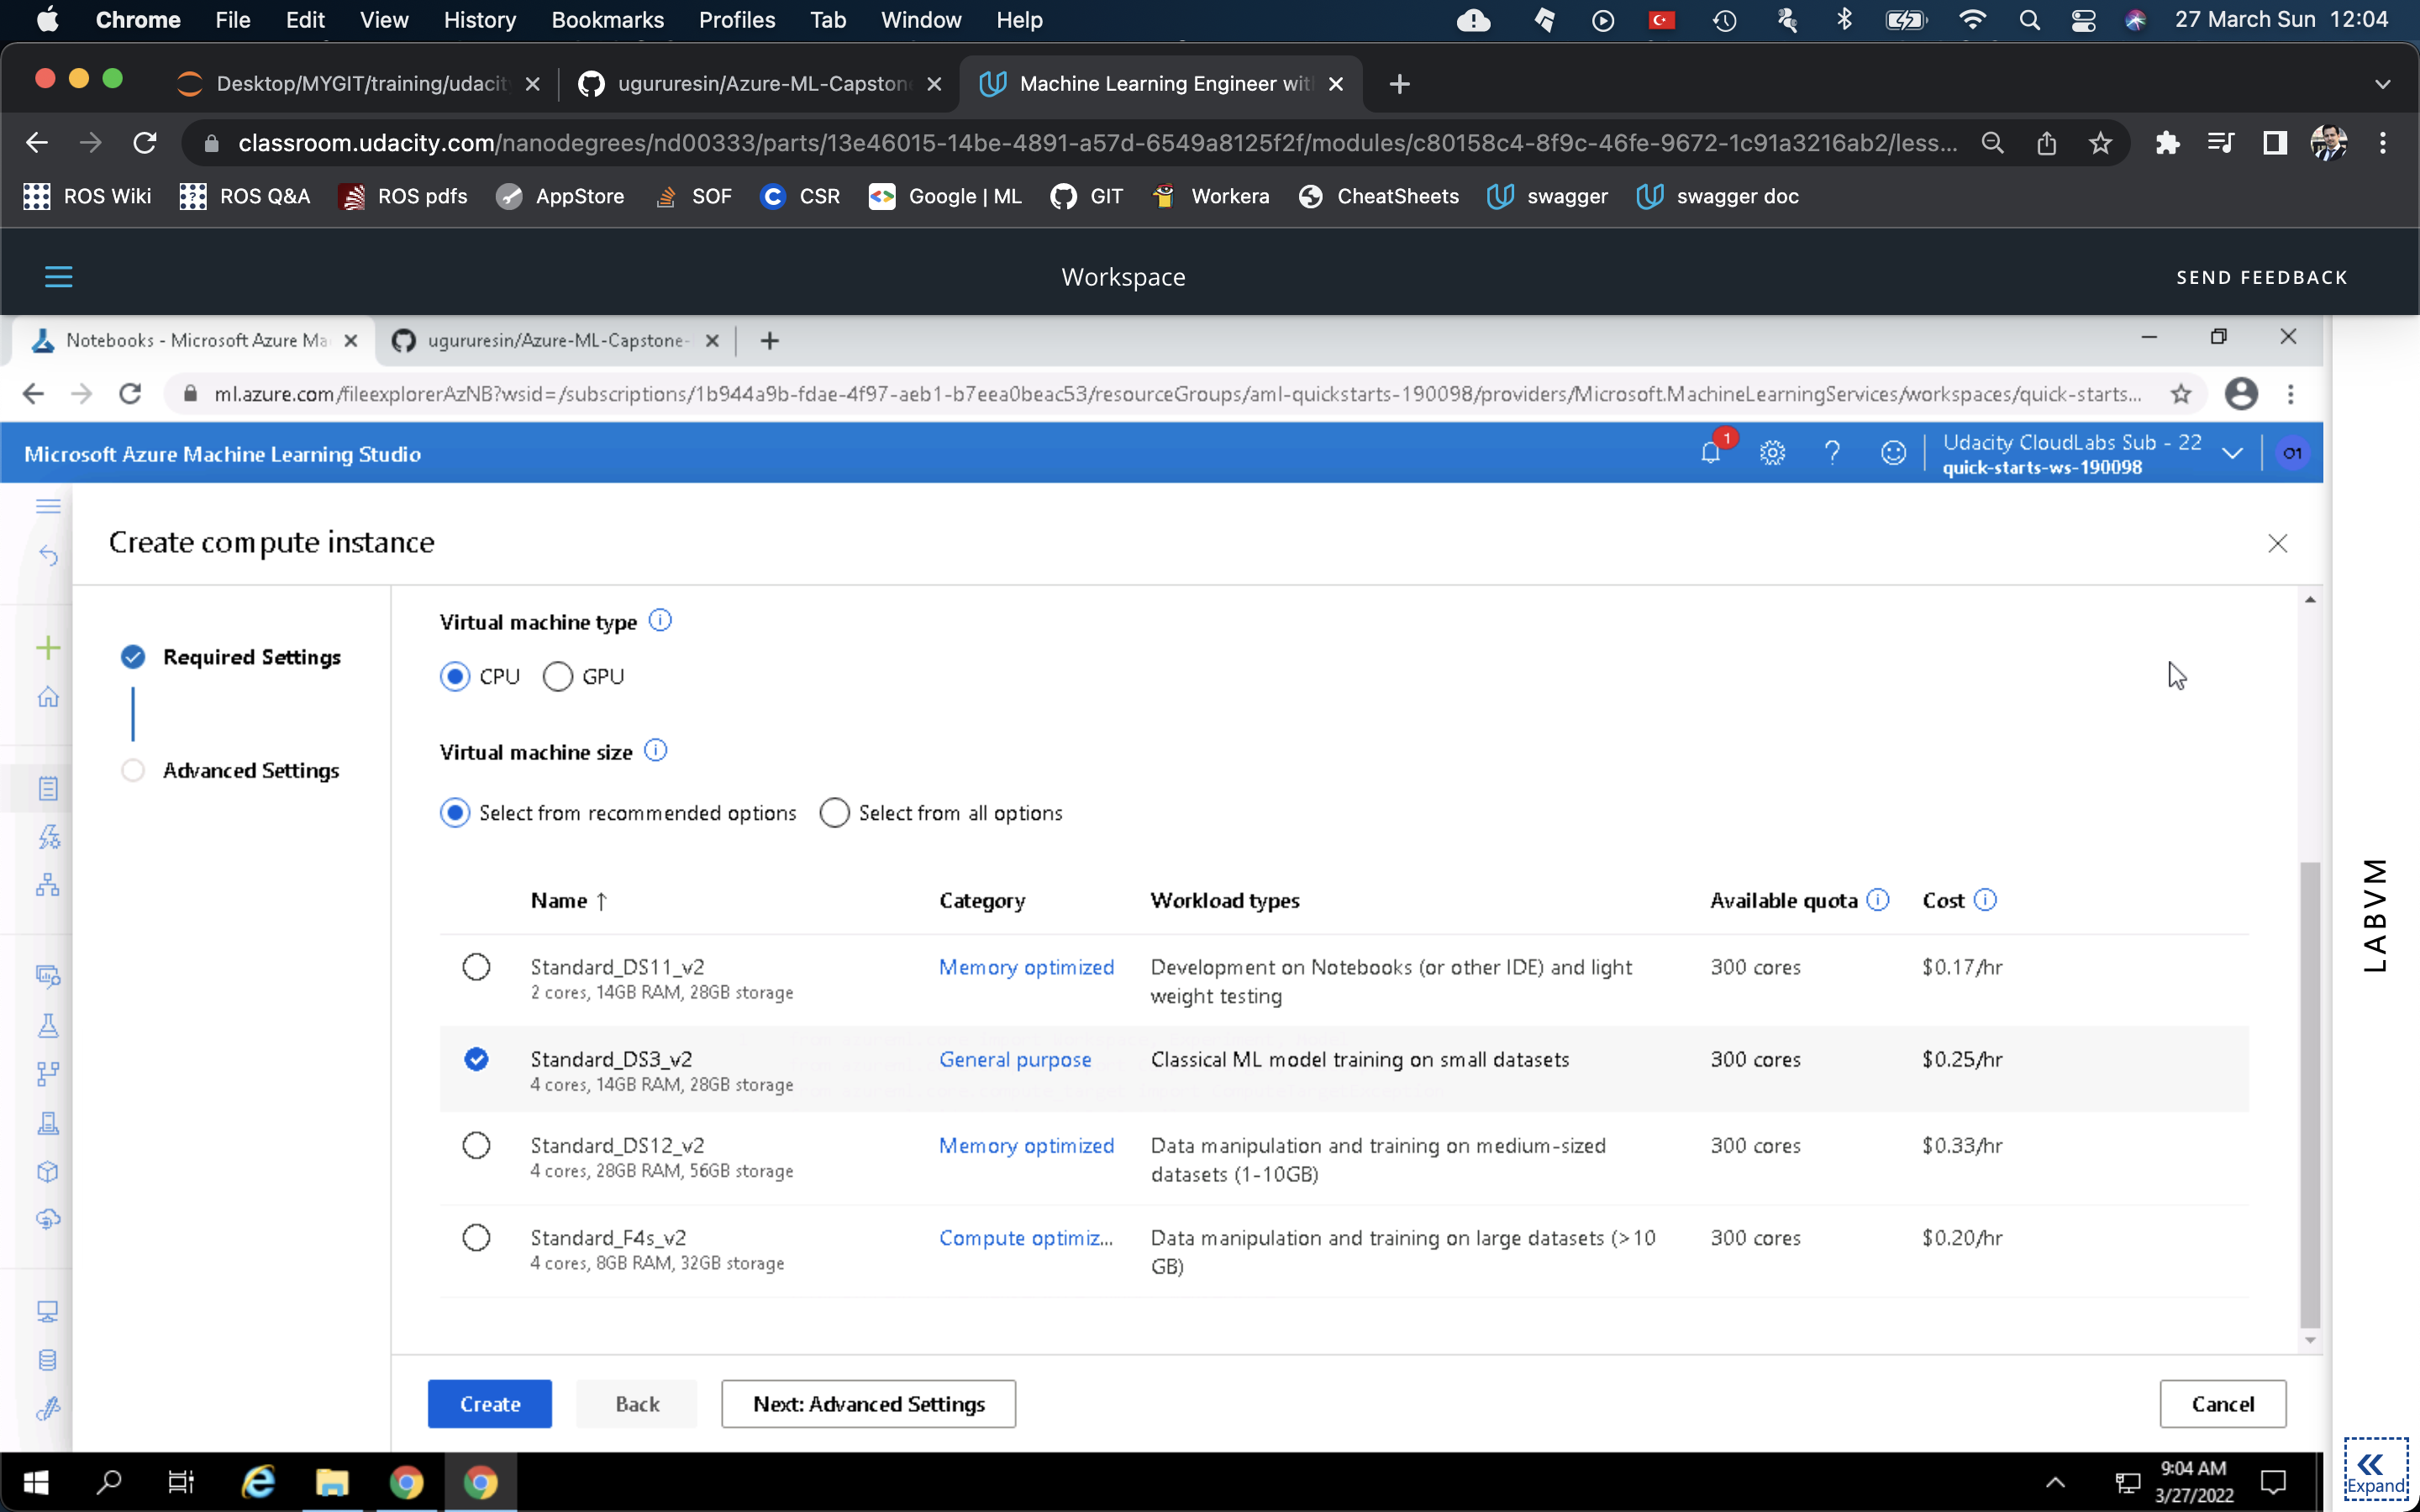 Chrome File Edit View History Bookmarks Profiles Tab Window Help 27 March Sun 12:04
Desktop/MYGIT/training/udacit ugururesin/Azure-ML-Capston Machine Learning Engineer wit
classroom.udacity.com/nanodegrees/nd00333/parts/13e46015-14be-4891-a57d-6549a8125f2f/modules/c80158c4-8f9c-46fe-9672-1c91a3216ab2/less...
ROS Wiki ROS Q&A ROS pdfs AppStore SOF CSR Google | ML GIT Workera CheatSheets swagger swagger doc
Workspace
SEND FEEDBACK
Notebooks - Microsoft Azure Ma ugururesin/Azure-ML-Capstone-
ml.azure.com/fileexplorerAzNB?wsid=/subscriptions/1b944a9b-fdae-4f97-aeb1-b7eea0beac53/resourceGroups/aml-quickstarts-190098/providers/Microsoft.MachineLearningServices/workspaces/quick-starts...
Microsoft Azure Machine Learning Studio
1
Udacity CloudLabs Sub - 22
quick-starts-ws-190098
O1
Create compute instance
Required Settings
Advanced Settings
Virtual machine type
CPU GPU
Virtual machine size
Select from recommended options Select from all options
Name ↑ Category Workload types Available quota Cost
Standard_DS11_v2 Memory optimized Development on Notebooks (or other IDE) and light 300 cores $0.17/hr
2 cores, 14GB RAM, 28GB storage weight testing
Standard_DS3_v2 General purpose Classical ML model training on small datasets 300 cores $0.25/hr
4 cores, 14GB RAM, 28GB storage
Standard_DS12_v2 Memory optimized Data manipulation and training on medium-sized 300 cores $0.33/hr
4 cores, 28GB RAM, 56GB storage datasets (1-10GB)
Standard_F4s_v2 Compute optimiz... Data manipulation and training on large datasets (>10 300 cores $0.20/hr
4 cores, 8GB RAM, 32GB storage GB)
Create Back Next: Advanced Settings Cancel
LABVM
Expand
9:04 AM
3/27/2022